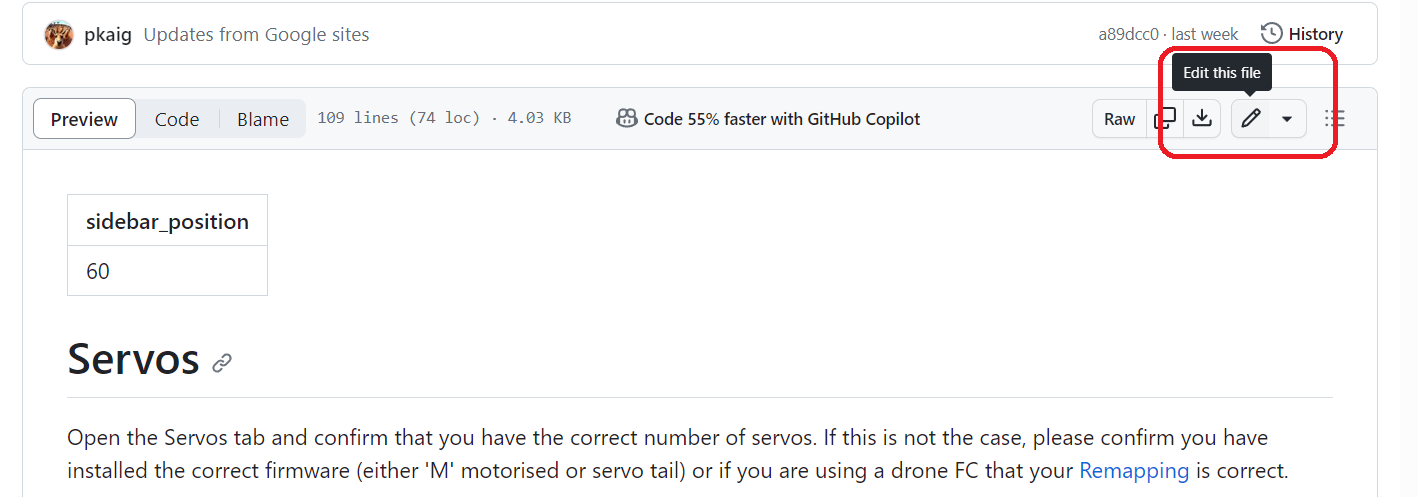 pkaig Updates from Google sites a89dcc0 · last week History
Edit this file
Preview Code Blame 109 lines (74 loc) · 4.03 KB Code 55% faster with GitHub Copilot Raw
sidebar_position
60
Servos
Open the Servos tab and confirm that you have the correct number of servos. If this is not the case, please confirm you have
installed the correct firmware (either 'M' motorised or servo tail) or if you are using a drone FC that your Remapping is correct.